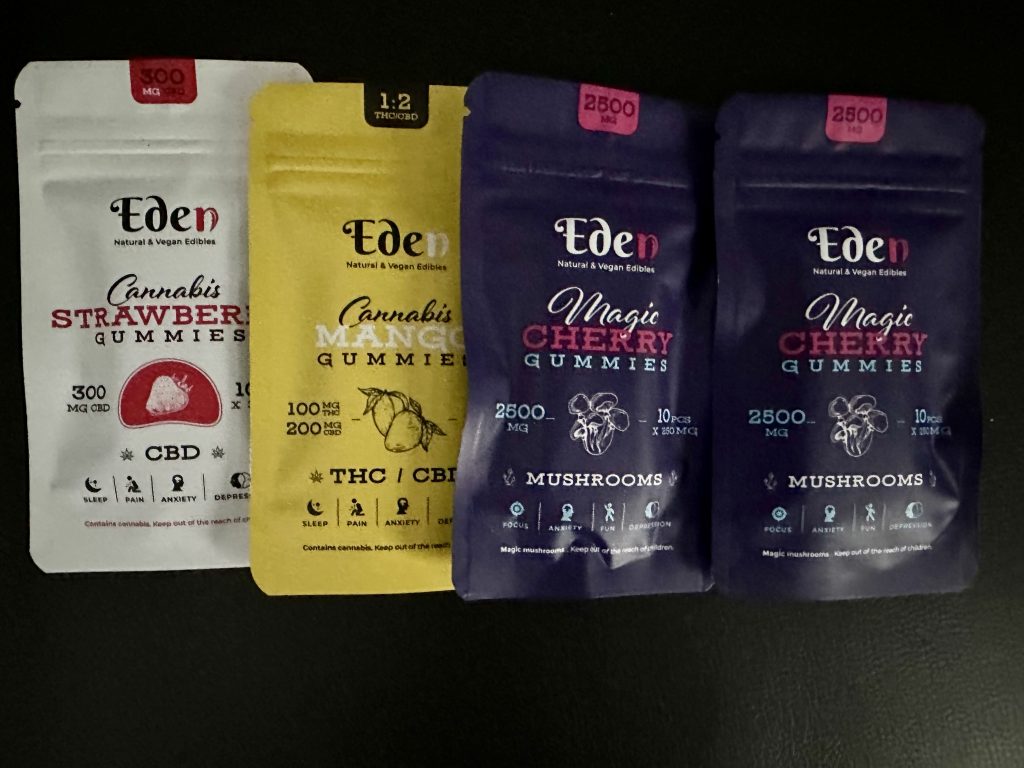 300
MG CBD
Eden
Natural & Vegan Edibles
Cannabis
STRAWBER
GUMMIES
300
MG CBD
10
X
CBD
SLEEP
PAIN
ANXIETY
DEPRES
Contains cannabis. Keep out of the reach of
1:2
THC/CBD
Eden
Natural & Vegan Edibles
Cannabis
MANGO
GUMMIES
100 MG THC
200 MG CBD
THC / CBD
SLEEP
PAIN
ANXIETY
DEP
Contains cannabis. Keep out of the reach
2500
MG
Eden
Natural & Vegan Edibles
Magic
CHERRY
GUMMIES
2500
MG
10 PCS
X 250 MG
MUSHROOMS
FOCUS
ANXIETY
FUN
DEPRESSION
Magic mushrooms. Keep out of the reach of children.
2500
MG
Eden
Natural & Vegan Edibles
Magic
CHERRY
GUMMIES
2500
MG
10 PCS
X 250 MG
MUSHROOMS
FOCUS
ANXIETY
FUN
DEPRESSION
Magic mushrooms. Keep out of the reach of children.